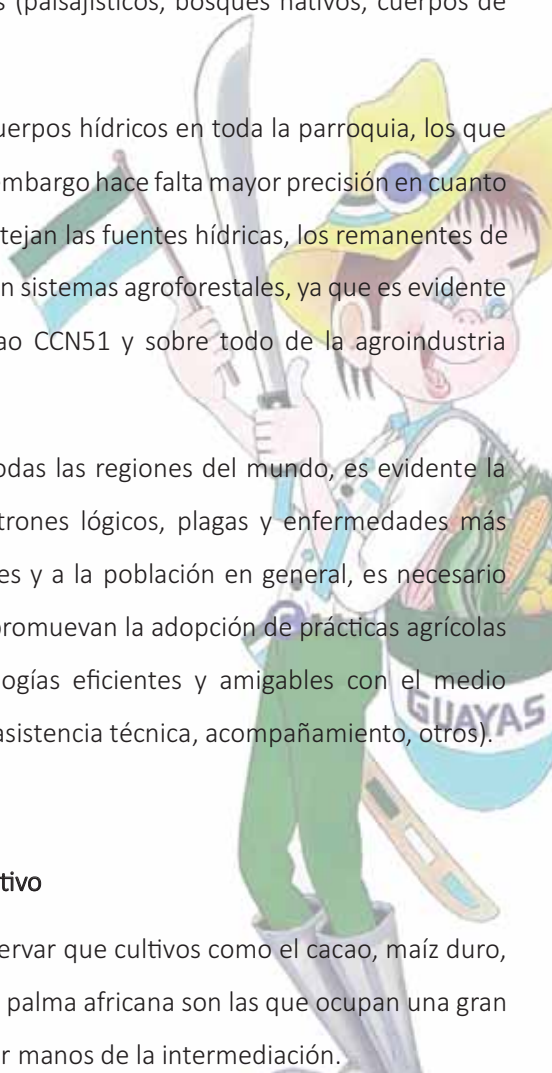 (paisajísticos, bosques nativos, cuerpos de
uerpos hídricos en toda la parroquia, los que
embargo hace falta mayor precisión en cuanto
tejan las fuentes hídricas, los remanentes de
n sistemas agroforestales, ya que es evidente
ao CCN51 y sobre todo de la agroindustria
odas las regiones del mundo, es evidente la
trones lógicos, plagas y enfermedades más
es y a la población en general, es necesario
promuevan la adopción de prácticas agrícolas
ogías eficientes y amigables con el medio
GUAYAS
asistencia técnica, acompañamiento, otros).
tivo
ervar que cultivos como el cacao, maíz duro,
palma africana son las que ocupan una gran
r manos de la intermediación.